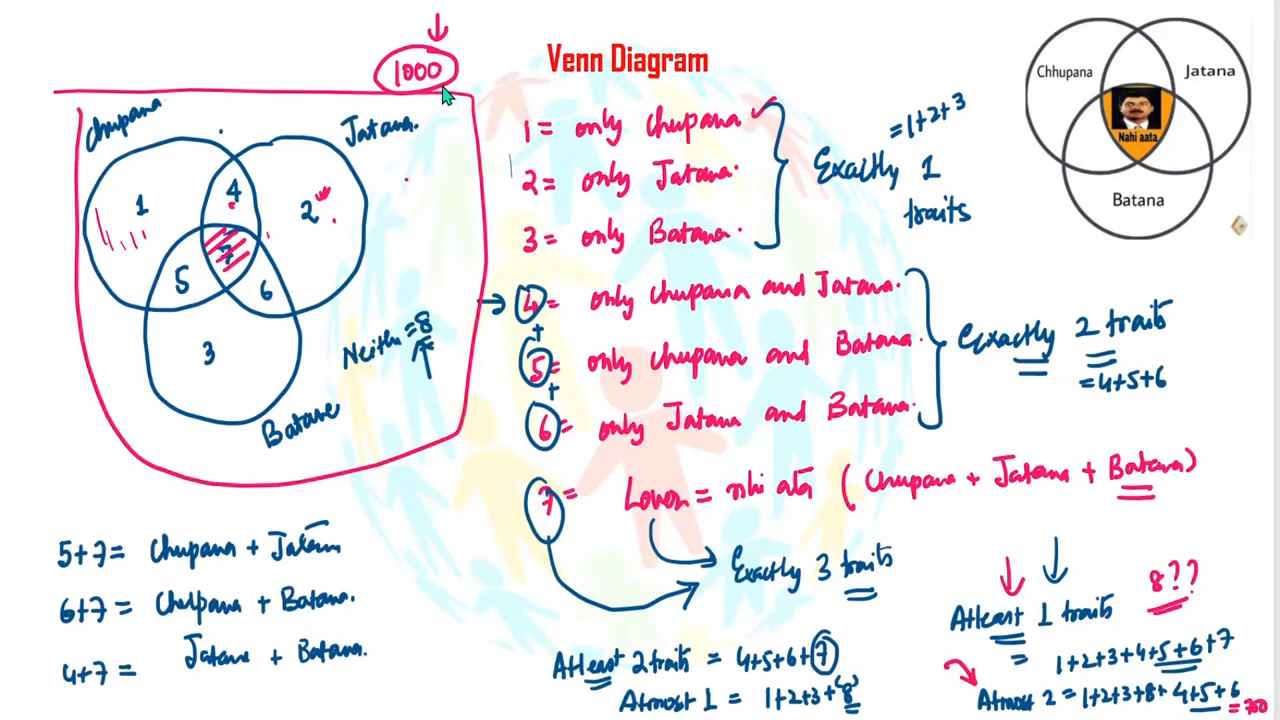 Venn Diagram
1000
Chupana
Jatana.
1
4
2
7
5
6
3
Neither = 8
Batane
1 = only Chupana
2 = only Jatana.
3 = only Batana.
Exactly 1
traits
= 1+2+3
4 = only Chupana and Jatana.
+
5 = only Chupana and Batana.
+
6 = only Jatana and Batana.
Exactly 2 traits
= 4+5+6
7 = Lover = nhi ata (Chupana + Jatana + Batana)
Exactly 3 traits
5+7 = Chupana + Jatana
6+7 = Chupana + Batana.
4+7 = Jatana + Batana.
Atleast 2 traits = 4+5+6+7
Atmost 1 = 1+2+3+8
Atleast 1 traits
8??
= 1+2+3+4+5+6+7
Atmost 2 = 1+2+3+8+4+5+6
= 700
Chhupana
Jatana
Nahi aata
Batana